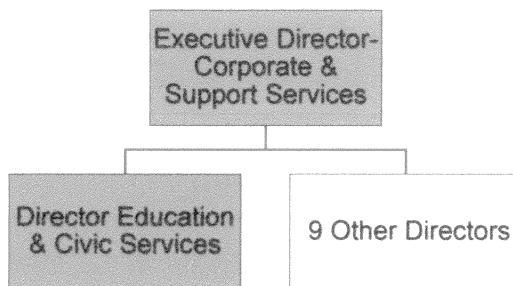 Executive Director-
Corporate &
Support Services
Director Education
& Civic Services
9 Other Directors